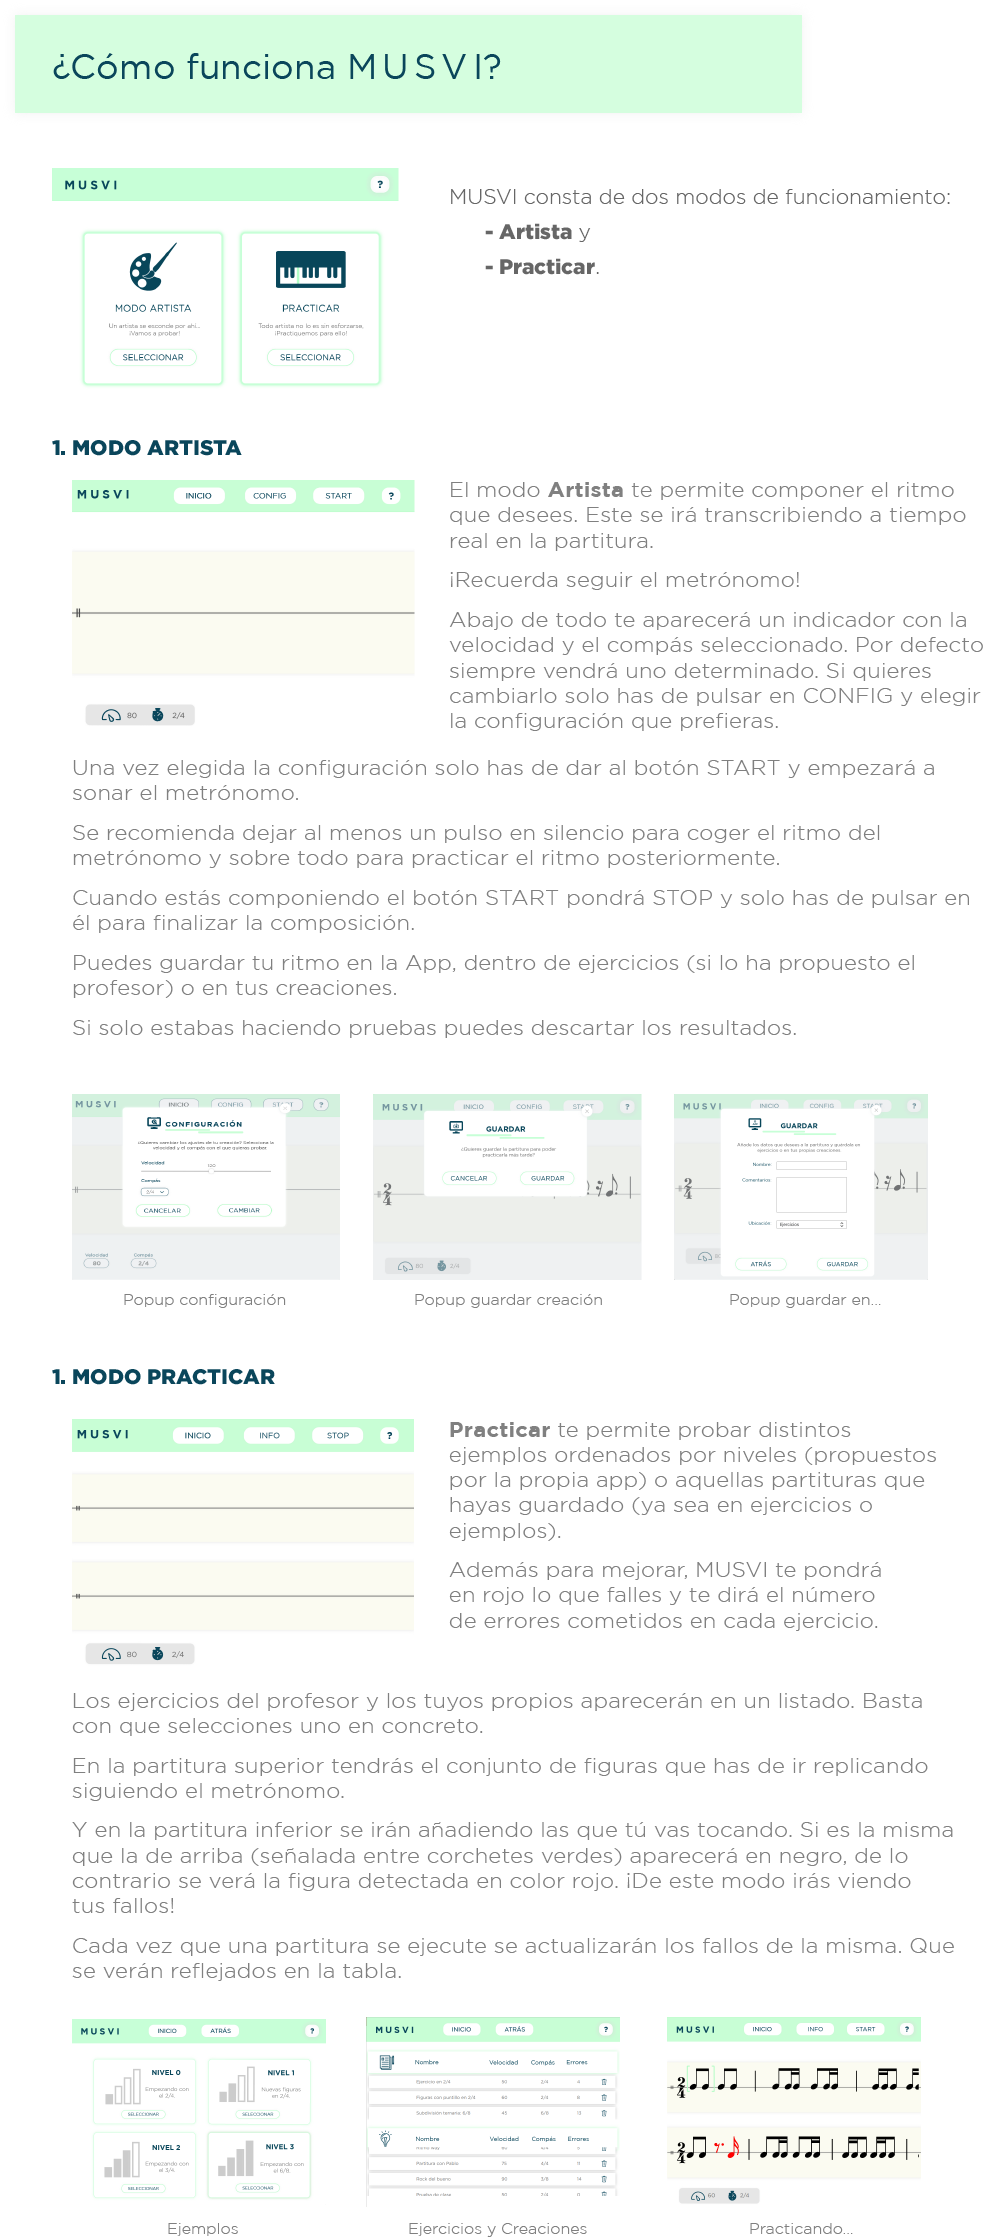 ¿Cómo funciona MUSVI?
MUSVI
?
MODO ARTISTA
Un artista se esconde por ahí...
¡Vamos a probar!
SELECCIONAR
PRACTICAR
Todo artista no lo es sin esforzarse,
¡Practiquemos para ello!
SELECCIONAR
MUSVI consta de dos modos de funcionamiento:
- Artista y
- Practicar.
1. MODO ARTISTA
MUSVI INICIO CONFIG START ?
80 2/4
El modo Artista te permite componer el ritmo
que desees. Este se irá transcribiendo a tiempo
real en la partitura.
¡Recuerda seguir el metrónomo!
Abajo de todo te aparecerá un indicador con la
velocidad y el compás seleccionado. Por defecto
siempre vendrá uno determinado. Si quieres
cambiarlo solo has de pulsar en CONFIG y elegir
la configuración que prefieras.
Una vez elegida la configuración solo has de dar al botón START y empezará a
sonar el metrónomo.
Se recomienda dejar al menos un pulso en silencio para coger el ritmo del
metrónomo y sobre todo para practicar el ritmo posteriormente.
Cuando estás componiendo el botón START pondrá STOP y solo has de pulsar en
él para finalizar la composición.
Puedes guardar tu ritmo en la App, dentro de ejercicios (si lo ha propuesto el
profesor) o en tus creaciones.
Si solo estabas haciendo pruebas puedes descartar los resultados.
MUSVI INICIO CONFIG START ?
CONFIGURACIÓN
¿Quieres cambiar los ajustes de tu creación? Selecciona la
velocidad y el compás con el que quieras probar
Velocidad
Compás
2/4
CANCELAR CAMBIAR
Velocidad Compás
80 2/4
Popup configuración
MUSVI INICIO CONFIG START ?
GUARDAR
¿Quieres guardar la partitura para poder
practicarla mas tarde?
CANCELAR GUARDAR
2/4
80 2/4
Popup guardar creación
MUSVI INICIO CONFIG START ?
GUARDAR
Añade los datos que desees a la partitura y guárdala en
ejercicios o en tus propias creaciones.
Nombre
Comentarios
Ubicación Ejercicios
ATRÁS GUARDAR
2/4
Popup guardar en...
1. MODO PRACTICAR
MUSVI INICIO INFO STOP ?
80 2/4
Practicar te permite probar distintos
ejemplos ordenados por niveles (propuestos
por la propia app) o aquellas partituras que
hayas guardado (ya sea en ejercicios o
ejemplos).
Además para mejorar, MUSVI te pondrá
en rojo lo que falles y te dirá el número
de errores cometidos en cada ejercicio.
Los ejercicios del profesor y los tuyos propios aparecerán en un listado. Basta
con que selecciones uno en concreto.
En la partitura superior tendrás el conjunto de figuras que has de ir replicando
siguiendo el metrónomo.
Y en la partitura inferior se irán añadiendo las que tú vas tocando. Si es la misma
que la de arriba (señalada entre corchetes verdes) aparecerá en negro, de lo
contrario se verá la figura detectada en color rojo. ¡De este modo irás viendo
tus fallos!
Cada vez que una partitura se ejecute se actualizarán los fallos de la misma. Que
se verán reflejados en la tabla.
MUSVI INICIO ATRÁS ?
NIVEL 0
Empezando con
el 2/4
SELECCIONAR
NIVEL 1
Nuevas figuras
en 2/4
SELECCIONAR
NIVEL 2
Empezando con
el 3/4
SELECCIONAR
NIVEL 3
Empezando con
el 6/8
SELECCIONAR
Ejemplos
MUSVI INICIO ATRÁS ?
Nombre Velocidad Compás Errores
Ejercicio en 2/4 80 2/4 4
Figuras con puntillo en 2/4 60 2/4 8
Subdivisión ternaria 6/8 45 6/8 12
Nombre Velocidad Compás Errores
Partitura con Pablo 75 4/4 11
Rock del bueno 90 3/8 14
Prueba de clase 90 2/4 0
Ejercicios y Creaciones
MUSVI INICIO INFO START ?
2/4
2/4
60 2/4
Practicando...